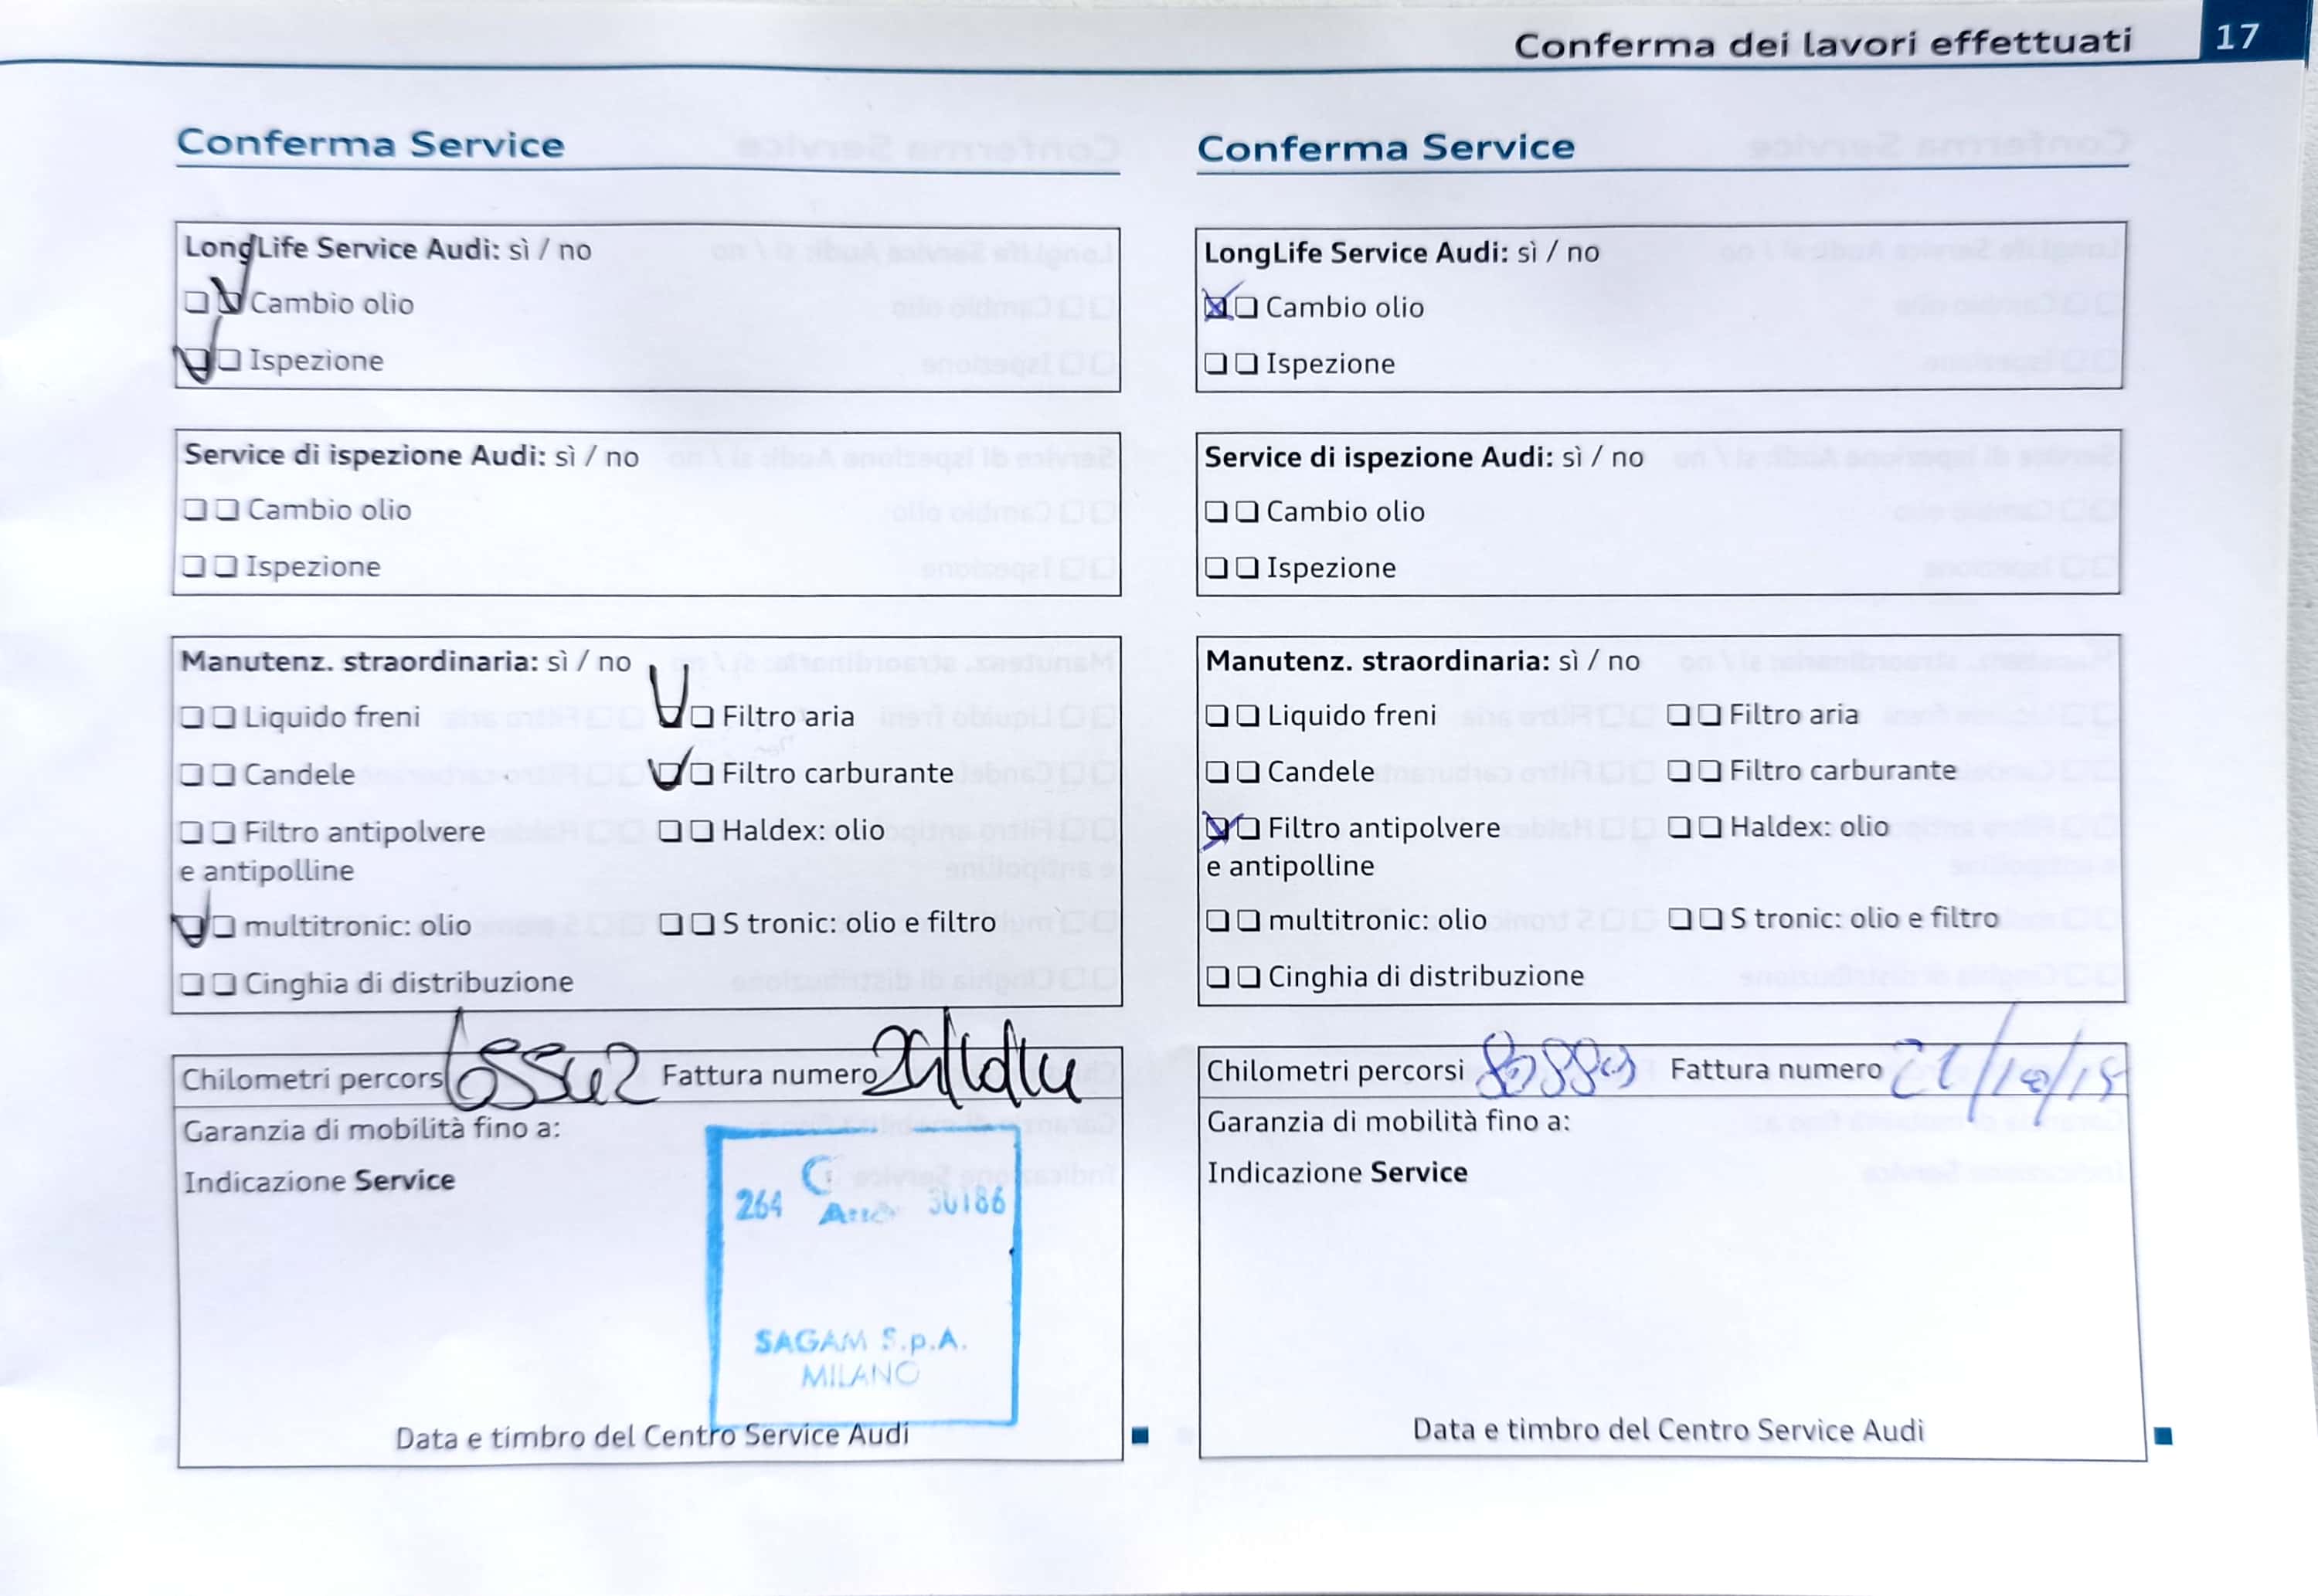 Conferma dei lavori effettuati 17
Conferma Service
LongLife Service Audi: sì / no
❑ ❑ Cambio olio
❑ ❑ Ispezione
Service di ispezione Audi: sì / no
❑ ❑ Cambio olio
❑ ❑ Ispezione
Manutenz. straordinaria: sì / no
❑ ❑ Liquido freni ❑ ❑ Filtro aria
❑ ❑ Candele ❑ ❑ Filtro carburante
❑ ❑ Filtro antipolvere ❑ ❑ Haldex: olio
e antipolline
❑ ❑ multitronic: olio ❑ ❑ S tronic: olio e filtro
❑ ❑ Cinghia di distribuzione
Chilometri percorsi Fattura numero
Garanzia di mobilità fino a:
Indicazione Service
264
SAGAM S.p.A.
MILANO
Data e timbro del Centro Service Audi
Conferma Service
LongLife Service Audi: sì / no
❑ ❑ Cambio olio
❑ ❑ Ispezione
Service di ispezione Audi: sì / no
❑ ❑ Cambio olio
❑ ❑ Ispezione
Manutenz. straordinaria: sì / no
❑ ❑ Liquido freni ❑ ❑ Filtro aria
❑ ❑ Candele ❑ ❑ Filtro carburante
❑ ❑ Filtro antipolvere ❑ ❑ Haldex: olio
e antipolline
❑ ❑ multitronic: olio ❑ ❑ S tronic: olio e filtro
❑ ❑ Cinghia di distribuzione
Chilometri percorsi Fattura numero
Garanzia di mobilità fino a:
Indicazione Service
Data e timbro del Centro Service Audi